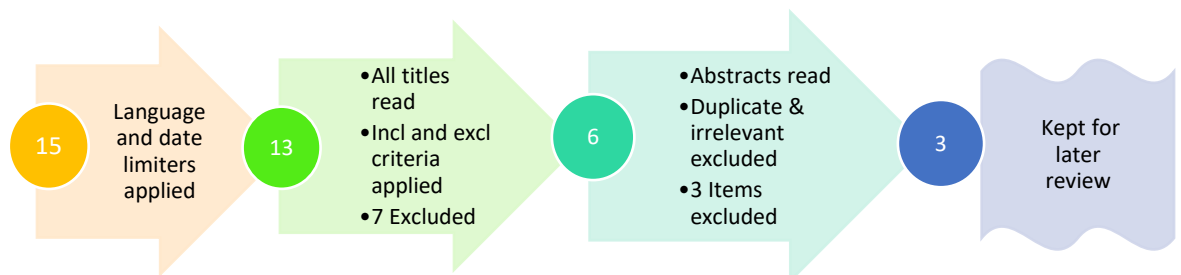 15
Language
and date
limiters
applied
13
•All titles
read
•Incl and excl
criteria
applied
•7 Excluded
6
•Abstracts read
•Duplicate &
irrelevant
excluded
•3 Items
excluded
3
Kept for
later
review